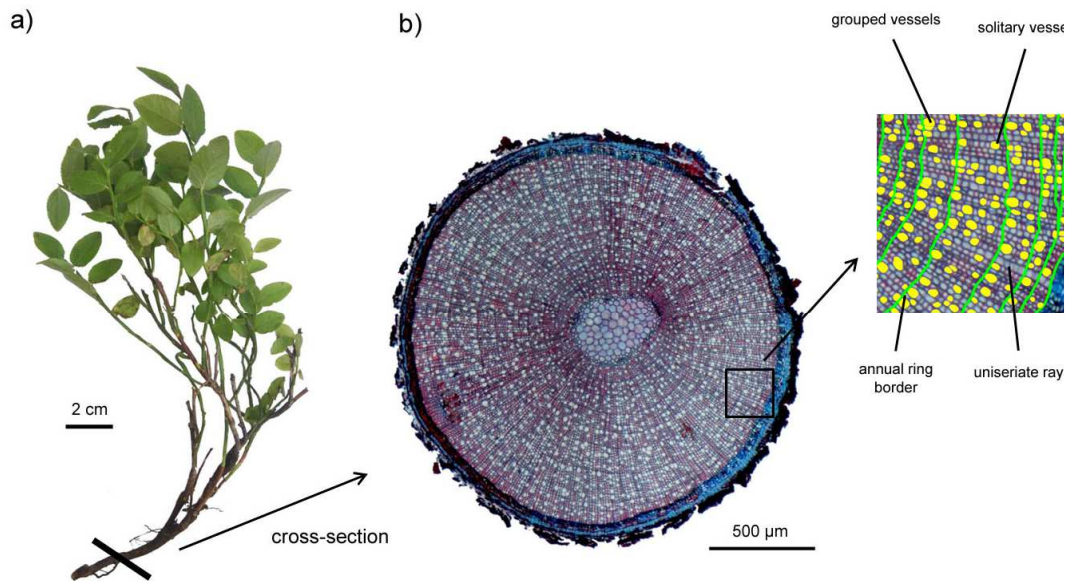 a)
b)
grouped vessels
solitary vesse
annual ring
border
uniseriate ray
2 cm
cross-section
500 µm